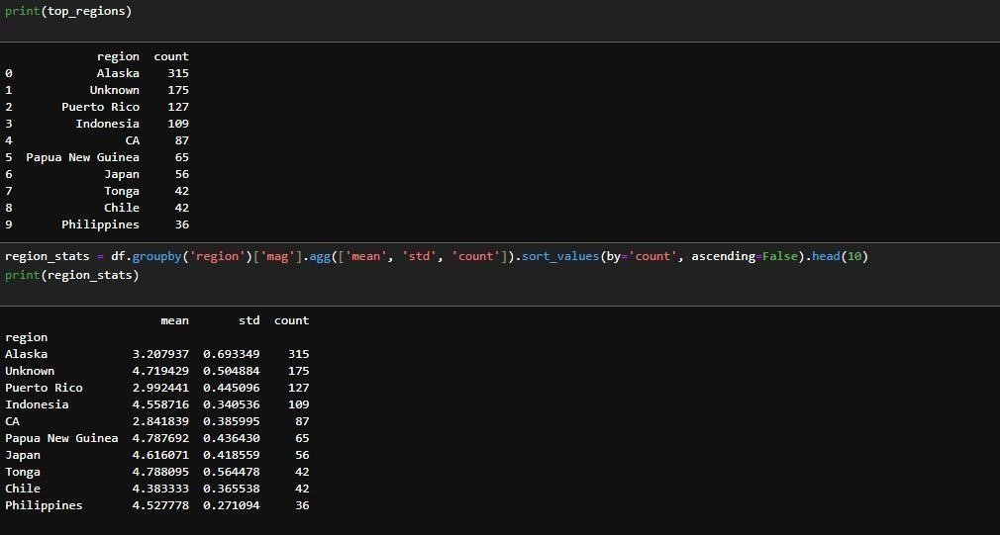 print(top_regions)
region count
0 Alaska 315
1 Unknown 175
2 Puerto Rico 127
3 Indonesia 109
4 CA 87
5 Papua New Guinea 65
6 Japan 56
7 Tonga 42
8 Chile 42
9 Philippines 36
region_stats = df.groupby('region')['mag'].agg(['mean', 'std', 'count']).sort_values(by='count', ascending=False).head(10)
print(region_stats)
mean std count
region
Alaska 3.207937 0.693349 315
Unknown 4.719429 0.504884 175
Puerto Rico 2.992441 0.445096 127
Indonesia 4.558716 0.340536 109
CA 2.841839 0.385995 87
Papua New Guinea 4.787692 0.436430 65
Japan 4.616071 0.418559 56
Tonga 4.788095 0.564478 42
Chile 4.383333 0.365538 42
Philippines 4.527778 0.271094 36